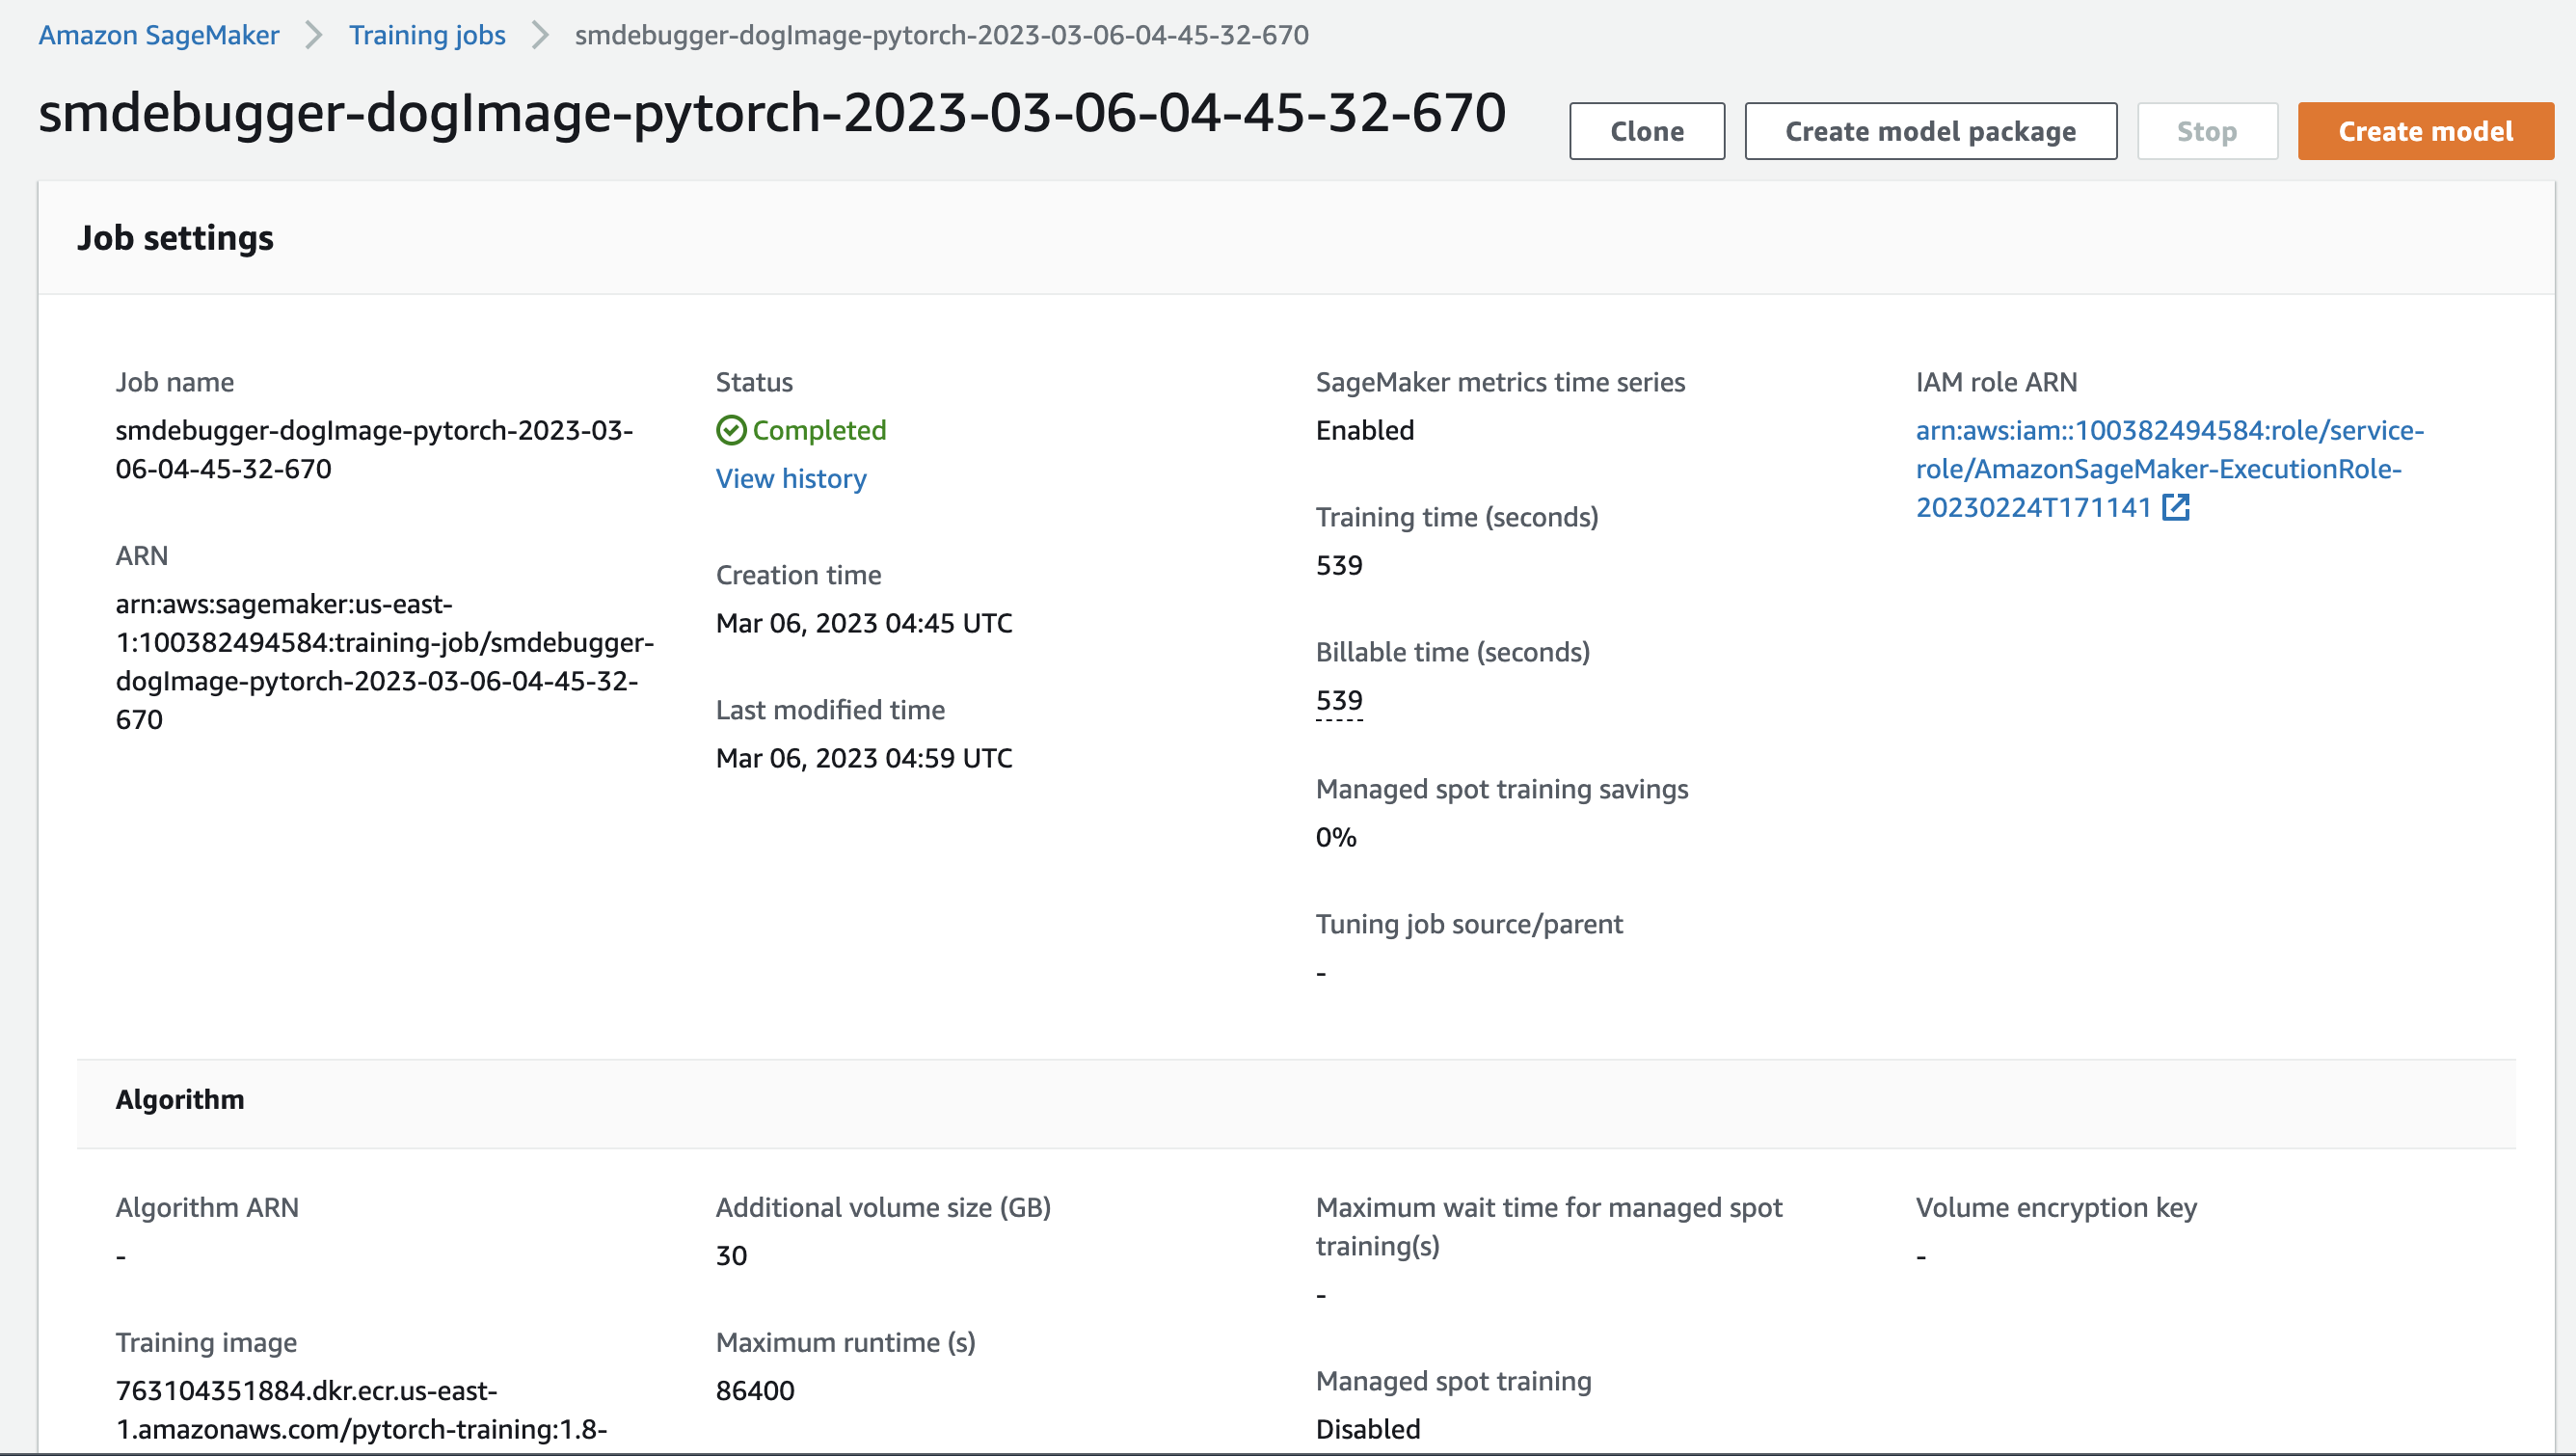 Amazon SageMaker > Training jobs > smdebugger-dogImage-pytorch-2023-03-06-04-45-32-670
smdebugger-dogImage-pytorch-2023-03-06-04-45-32-670
Clone
Create model package
Stop
Create model
Job settings
Job name
smdebugger-dogImage-pytorch-2023-03-
06-04-45-32-670
ARN
arn:aws:sagemaker:us-east-
1:100382494584:training-job/smdebugger-
dogImage-pytorch-2023-03-06-04-45-32-
670
Status
Completed
View history
Creation time
Mar 06, 2023 04:45 UTC
Last modified time
Mar 06, 2023 04:59 UTC
SageMaker metrics time series
Enabled
Training time (seconds)
539
Billable time (seconds)
539
Managed spot training savings
0%
Tuning job source/parent
-
IAM role ARN
arn:aws:iam::100382494584:role/service-
role/AmazonSageMaker-ExecutionRole-
20230224T171141
Algorithm
Algorithm ARN
-
Training image
763104351884.dkr.ecr.us-east-
1.amazonaws.com/pytorch-training:1.8-
Additional volume size (GB)
30
Maximum runtime (s)
86400
Maximum wait time for managed spot
training(s)
-
Managed spot training
Disabled
Volume encryption key
-